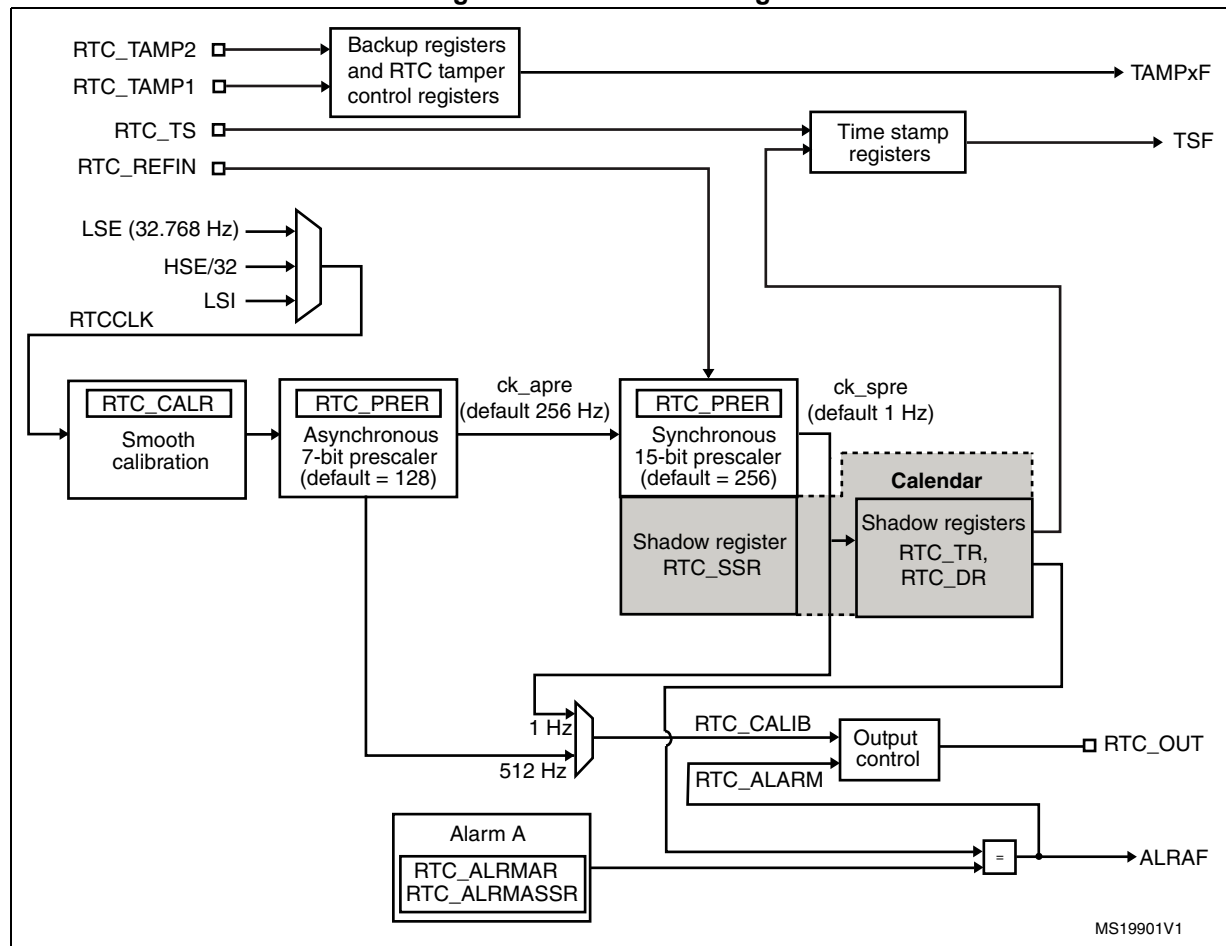 RTC_TAMP2
RTC_TAMP1
RTC_TS
RTC_REFIN
Backup registers
and RTC tamper
control registers
TAMPxF
Time stamp
registers
TSF
LSE (32.768 Hz)
HSE/32
LSI
RTCCLK
RTC_CALR
Smooth
calibration
RTC_PRER
Asynchronous
7-bit prescaler
(default = 128)
ck_apre
(default 256 Hz)
RTC_PRER
Synchronous
15-bit prescaler
(default = 256)
ck_spre
(default 1 Hz)
Calendar
Shadow register
RTC_SSR
Shadow registers
RTC_TR,
RTC_DR
1 Hz
512 Hz
RTC_CALIB
RTC_ALARM
Output
control
RTC_OUT
Alarm A
RTC_ALRMAR
RTC_ALRMASSR
=
ALRAF
MS19901V1